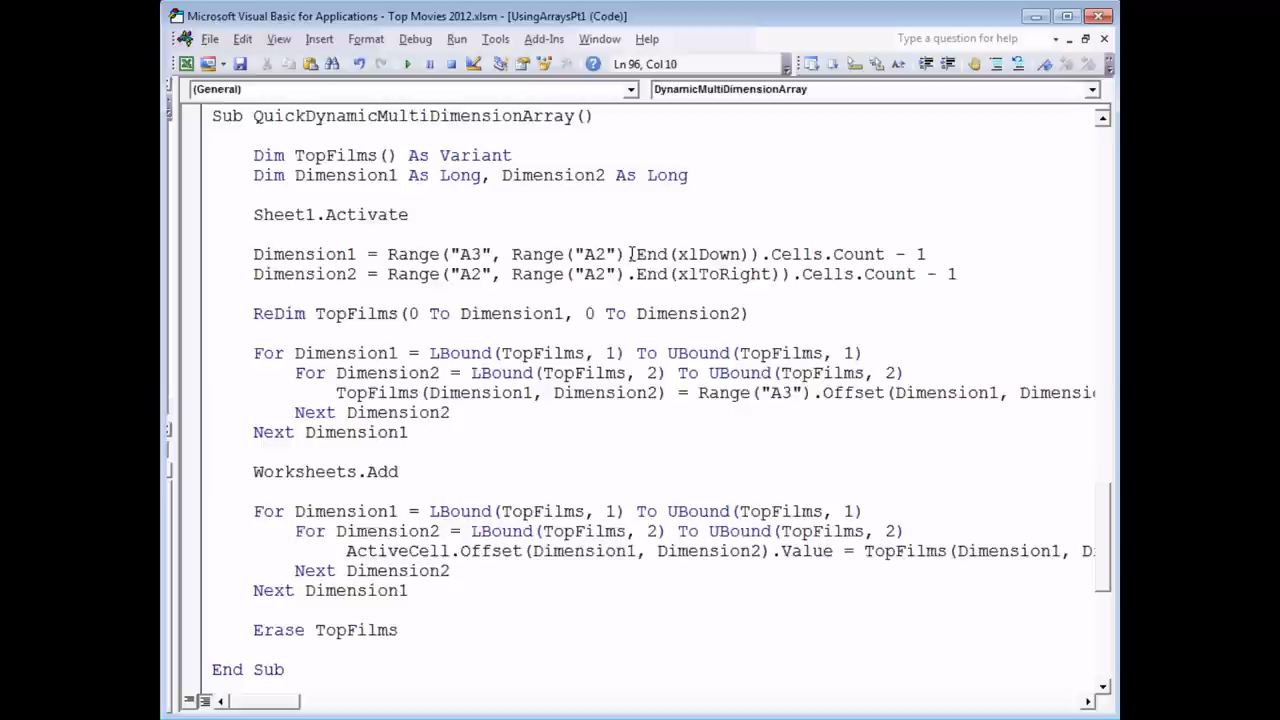 Microsoft Visual Basic for Applications - Top Movies 2012.xlsm - [UsingArraysPt1 (Code)]
File Edit View Insert Format Debug Run Tools Add-Ins Window Help Type a question for help
Ln 96, Col 10
(General) DynamicMultiDimensionArray
Sub QuickDynamicMultiDimensionArray()
Dim TopFilms() As Variant
Dim Dimension1 As Long, Dimension2 As Long
Sheet1.Activate
Dimension1 = Range("A3", Range("A2").End(xlDown)).Cells.Count - 1
Dimension2 = Range("A2", Range("A2").End(xlToRight)).Cells.Count - 1
ReDim TopFilms(0 To Dimension1, 0 To Dimension2)
For Dimension1 = LBound(TopFilms, 1) To UBound(TopFilms, 1)
For Dimension2 = LBound(TopFilms, 2) To UBound(TopFilms, 2)
TopFilms(Dimension1, Dimension2) = Range("A3").Offset(Dimension1, Dimensi
Next Dimension2
Next Dimension1
Worksheets.Add
For Dimension1 = LBound(TopFilms, 1) To UBound(TopFilms, 1)
For Dimension2 = LBound(TopFilms, 2) To UBound(TopFilms, 2)
ActiveCell.Offset(Dimension1, Dimension2).Value = TopFilms(Dimension1, D
Next Dimension2
Next Dimension1
Erase TopFilms
End Sub